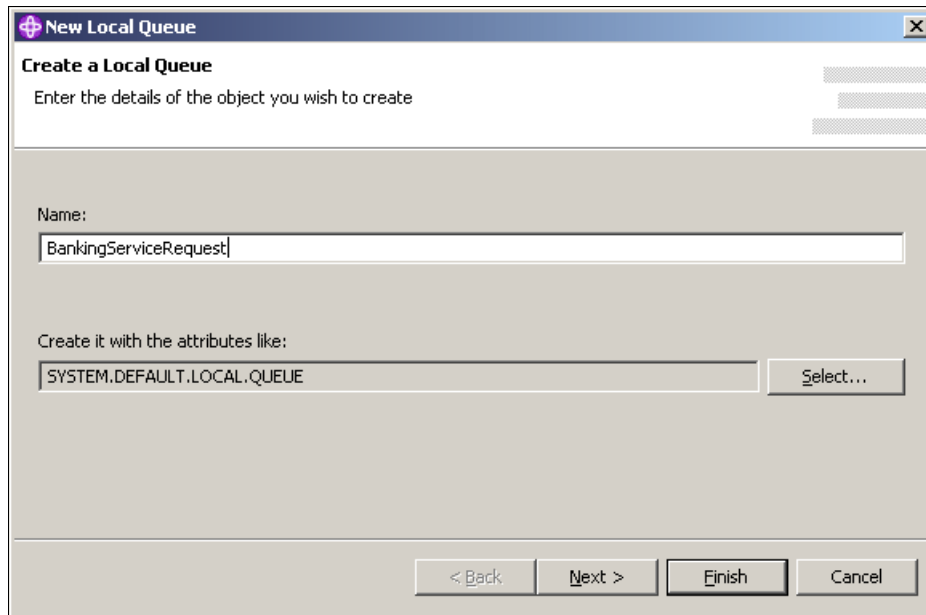 New Local Queue
Create a Local Queue
Enter the details of the object you wish to create
Name:
BankingServiceRequest
Create it with the attributes like:
SYSTEM.DEFAULT.LOCAL.QUEUE
Select...
< Back Next > Finish Cancel